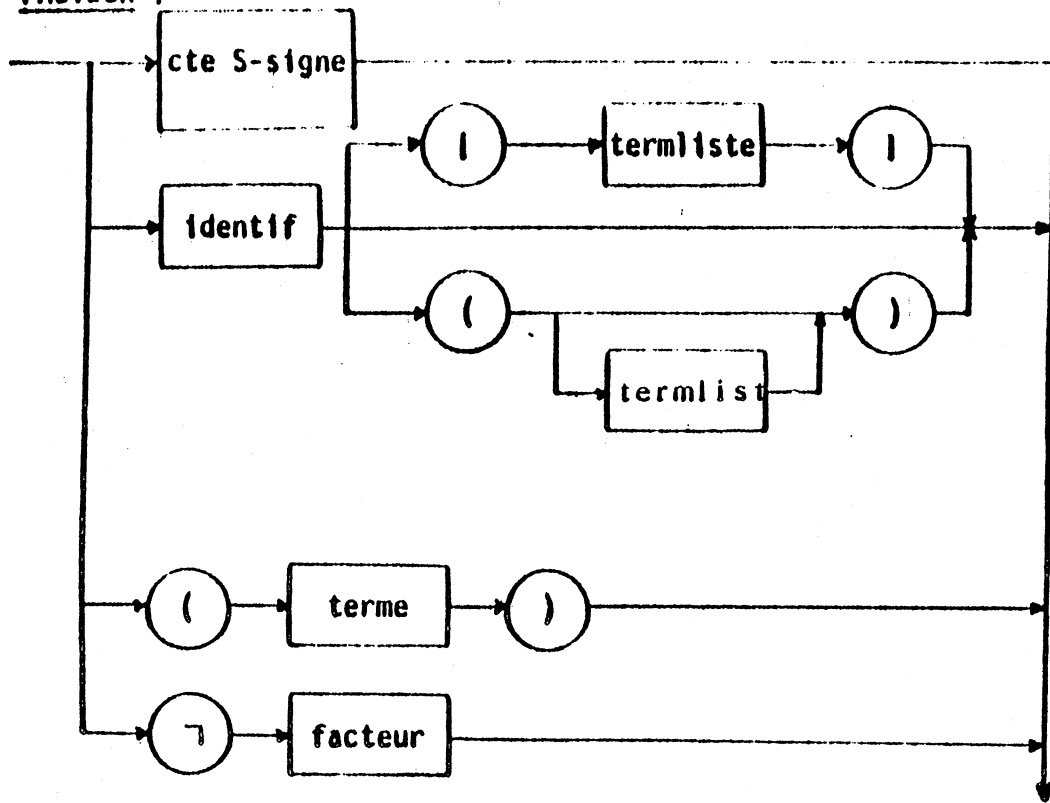 cte S-signe
| termliste |
identif
( )
termlist
( terme )
¬ facteur